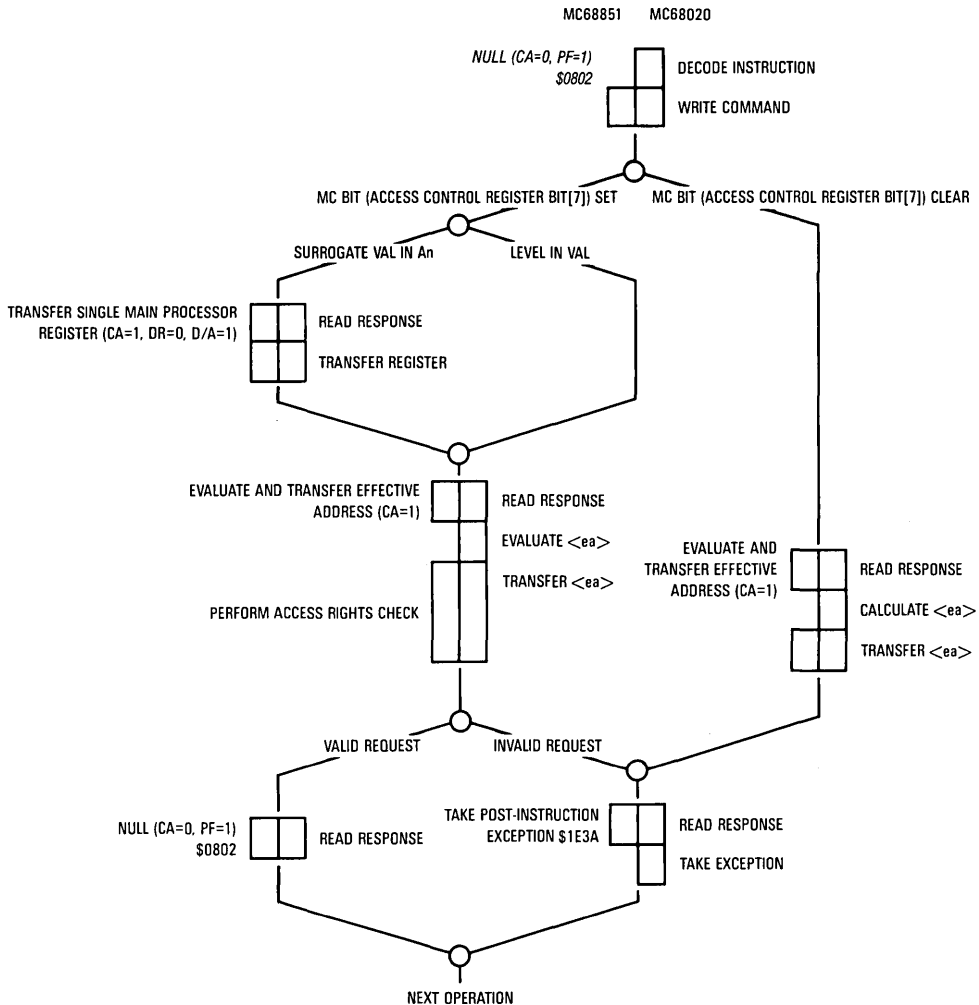 MC68851 MC68020
NULL (CA=0, PF=1)
$0802
DECODE INSTRUCTION
WRITE COMMAND
MC BIT (ACCESS CONTROL REGISTER BIT[7]) SET
MC BIT (ACCESS CONTROL REGISTER BIT[7]) CLEAR
SURROGATE VAL IN An
LEVEL IN VAL
TRANSFER SINGLE MAIN PROCESSOR
REGISTER (CA=1, DR=0, D/A=1)
READ RESPONSE
TRANSFER REGISTER
EVALUATE AND TRANSFER EFFECTIVE
ADDRESS (CA=1)
READ RESPONSE
EVALUATE <ea>
TRANSFER <ea>
PERFORM ACCESS RIGHTS CHECK
EVALUATE AND
TRANSFER EFFECTIVE
ADDRESS (CA=1)
READ RESPONSE
CALCULATE <ea>
TRANSFER <ea>
VALID REQUEST
INVALID REQUEST
NULL (CA=0, PF=1)
$0802
READ RESPONSE
TAKE POST-INSTRUCTION
EXCEPTION $1E3A
READ RESPONSE
TAKE EXCEPTION
NEXT OPERATION